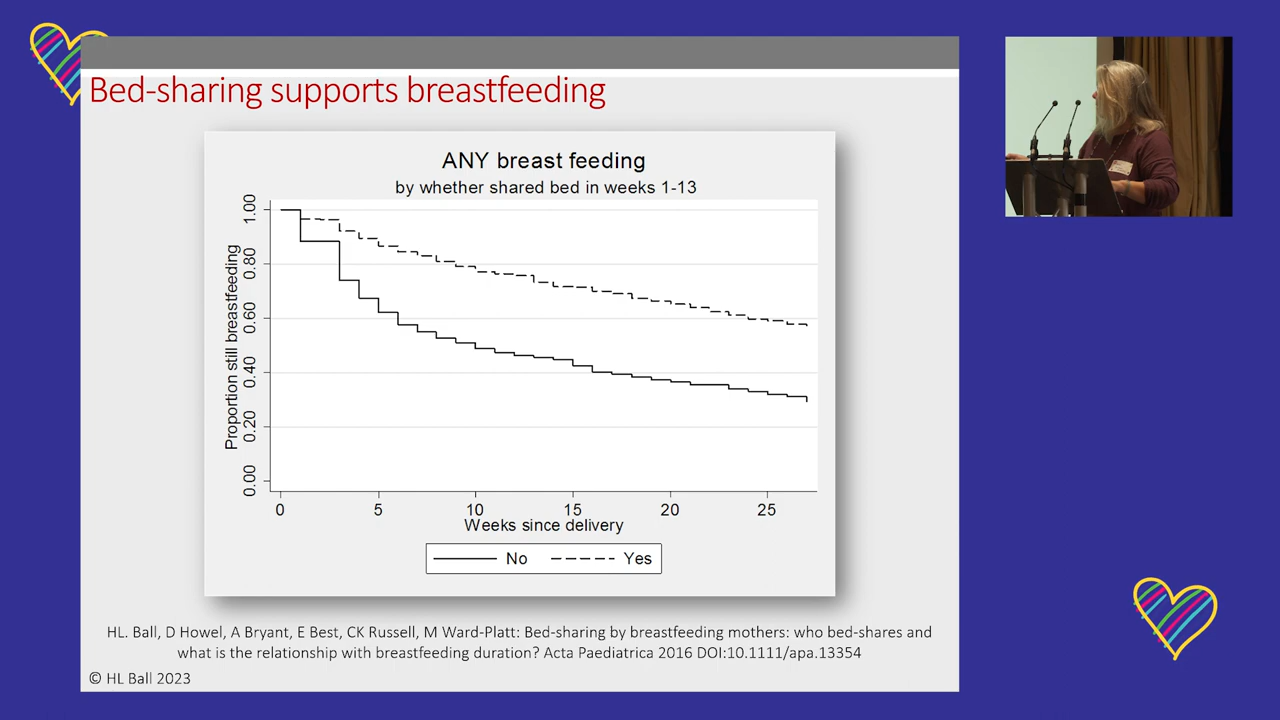 Bed-sharing supports breastfeeding
ANY breast feeding
by whether shared bed in weeks 1-13
Proportion still breastfeeding
1.00
0.80
0.60
0.40
0.20
0.00
0 5 10 15 20 25
Weeks since delivery
No Yes
HL. Ball, D Howel, A Bryant, E Best, CK Russell, M Ward-Platt: Bed-sharing by breastfeeding mothers: who bed-shares and
what is the relationship with breastfeeding duration? Acta Paediatrica 2016 DOI:10.1111/apa.13354
© HL Ball 2023